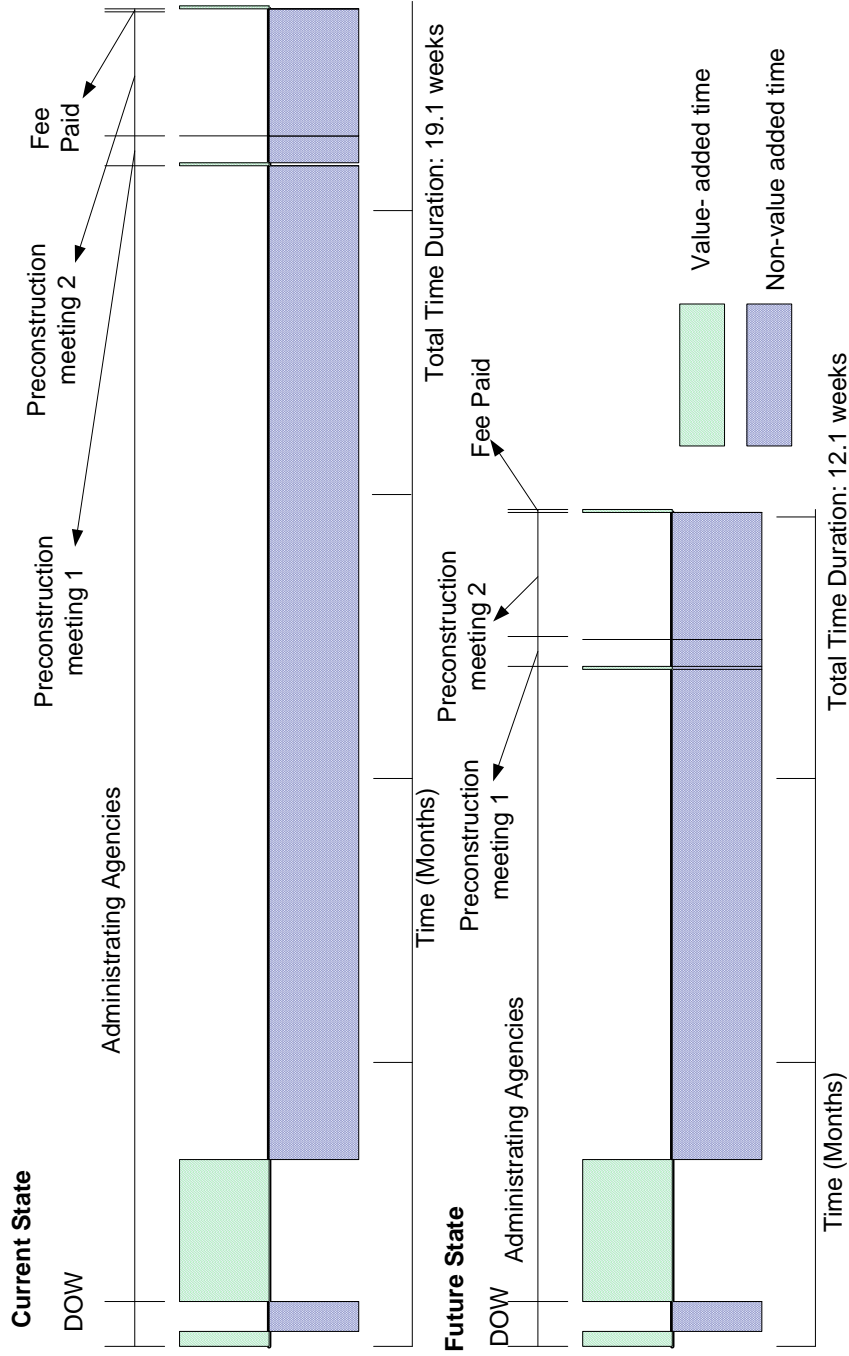 Current State
DOW
Administrating Agencies
Preconstruction
meeting 1
Preconstruction
meeting 2
Fee
Paid
Time (Months)
Total Time Duration: 19.1 weeks
Future State
DOW
Administrating Agencies
Preconstruction
meeting 1
Preconstruction
meeting 2
Fee Paid
Time (Months)
Total Time Duration: 12.1 weeks
Value- added time
Non-value added time